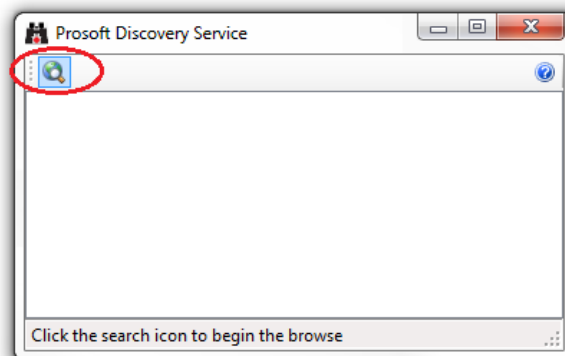 Prosoft Discovery Service
Click the search icon to begin the browse